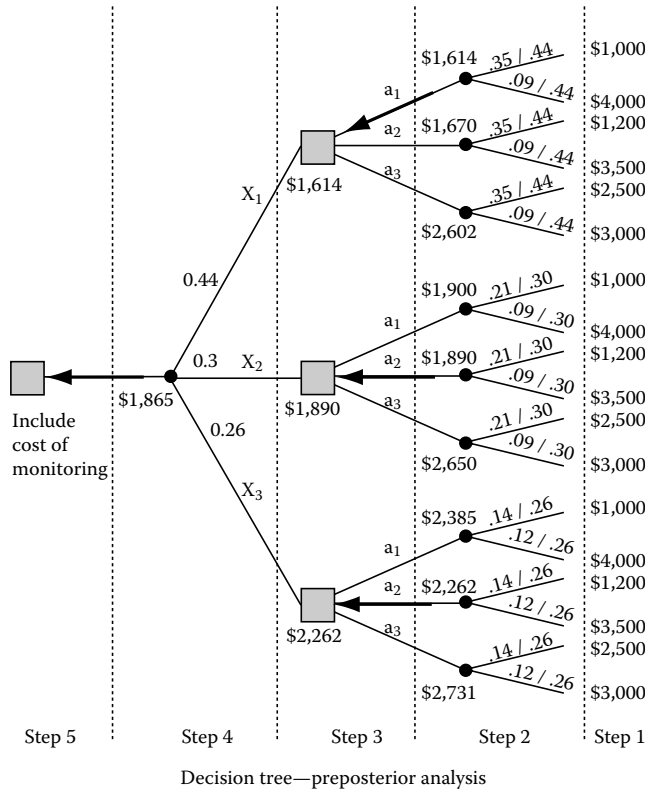 $1,614
.35 / .44
$1,000
.09 / .44
$4,000
a1
$1,670
.35 / .44
$1,200
a2
.09 / .44
$3,500
a3
.35 / .44
$2,500
$1,614
.09 / .44
$2,602
$3,000
X1
0.44
$1,900
.21 / .30
$1,000
.09 / .30
$4,000
a1
0.3
X2
a2
$1,890
.21 / .30
$1,200
.09 / .30
$3,500
$1,865
$1,890
a3
.21 / .30
$2,500
.09 / .30
$2,650
$3,000
Include
cost of
monitoring
0.26
X3
$2,385
.14 / .26
$1,000
.12 / .26
$4,000
a1
a2
$2,262
.14 / .26
$1,200
.12 / .26
$3,500
$2,262
a3
.14 / .26
$2,500
.12 / .26
$2,731
$3,000
Step 5
Step 4
Step 3
Step 2
Step 1
Decision tree—preposterior analysis